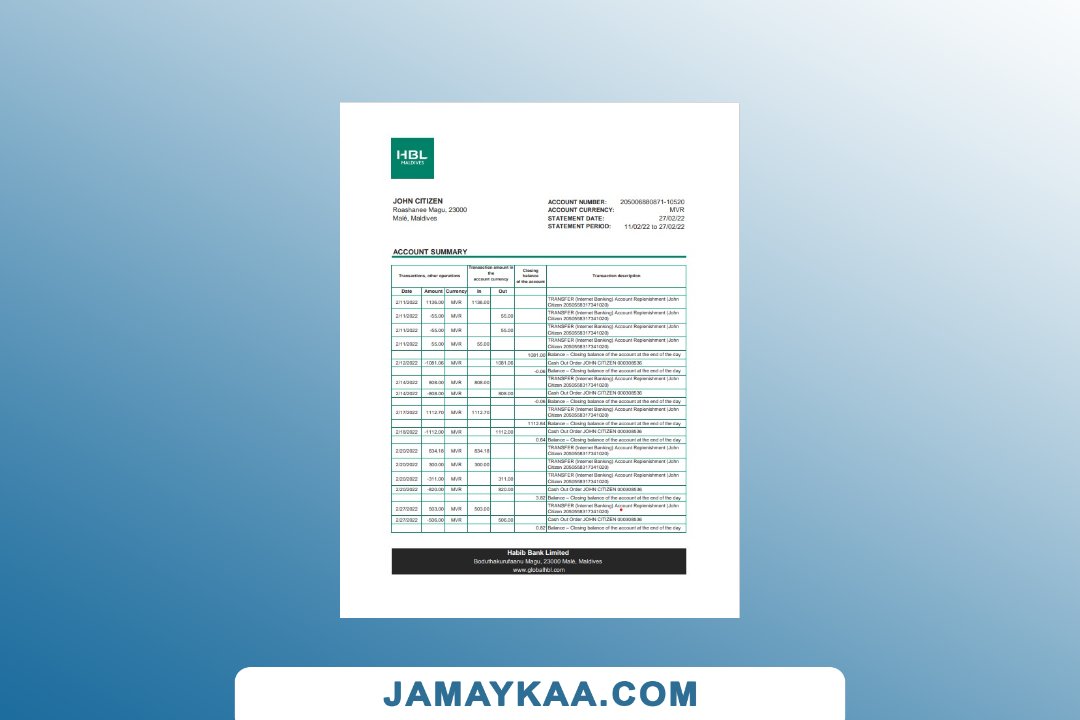 HBL
MALDIVES
JOHN CITIZEN
Roashanee Magu, 23000
Malé, Maldives
ACCOUNT NUMBER: 205006880871-10520
ACCOUNT CURRENCY: MVR
STATEMENT DATE: 27/02/22
STATEMENT PERIOD: 11/02/22 to 27/02/22
ACCOUNT SUMMARY
Transactions, other operations
Transaction amount in
the
account currency
Closing
balance
at the account
Transaction description
Date Amount Currency In Out
2/11/2022 1136.00 MVR 1136.00 TRANSFER (Internet Banking) Account Replenishment (John
Citizen 2050558317341020)
2/11/2022 -55.00 MVR 55.00 TRANSFER (Internet Banking) Account Replenishment (John
Citizen 2050558317341020)
2/11/2022 -55.00 MVR 55.00 TRANSFER (Internet Banking) Account Replenishment (John
Citizen 2050558317341020)
2/11/2022 55.00 MVR 55.00 TRANSFER (Internet Banking) Account Replenishment (John
Citizen 2050558317341020)
1081.00 Balance – Closing balance of the account at the end of the day
2/12/2022 -1081.06 MVR 1081.06 Cash Out Order JOHN CITIZEN 000308536
-0.06 Balance – Closing balance of the account at the end of the day
2/14/2022 808.00 MVR 808.00 TRANSFER (Internet Banking) Account Replenishment (John
Citizen 2050558317341020)
2/14/2022 -808.00 MVR 808.00 Cash Out Order JOHN CITIZEN 000308536
-0.06 Balance – Closing balance of the account at the end of the day
2/17/2022 1112.70 MVR 1112.70 TRANSFER (Internet Banking) Account Replenishment (John
Citizen 2050558317341020)
1112.64 Balance – Closing balance of the account at the end of the day
2/18/2022 -1112.00 MVR 1112.00 Cash Out Order JOHN CITIZEN 000308536
0.64 Balance – Closing balance of the account at the end of the day
2/20/2022 834.18 MVR 834.18 TRANSFER (Internet Banking) Account Replenishment (John
Citizen 2050558317341020)
2/20/2022 300.00 MVR 300.00 TRANSFER (Internet Banking) Account Replenishment (John
Citizen 2050558317341020)
2/20/2022 -311.00 MVR 311.00 TRANSFER (Internet Banking) Account Replenishment (John
Citizen 2050558317341020)
2/20/2022 -820.00 MVR 820.00 Cash Out Order JOHN CITIZEN 000308536
3.82 Balance – Closing balance of the account at the end of the day
2/27/2022 503.00 MVR 503.00 TRANSFER (Internet Banking) Account Replenishment (John
Citizen 2050558317341020)
2/27/2022 -506.00 MVR 506.00 Cash Out Order JOHN CITIZEN 000308536
0.82 Balance – Closing balance of the account at the end of the day
Habib Bank Limited
Boduthakurufaanu Magu, 23000 Malé, Maldives
www.globalhbl.com
JAMAYKAA.COM